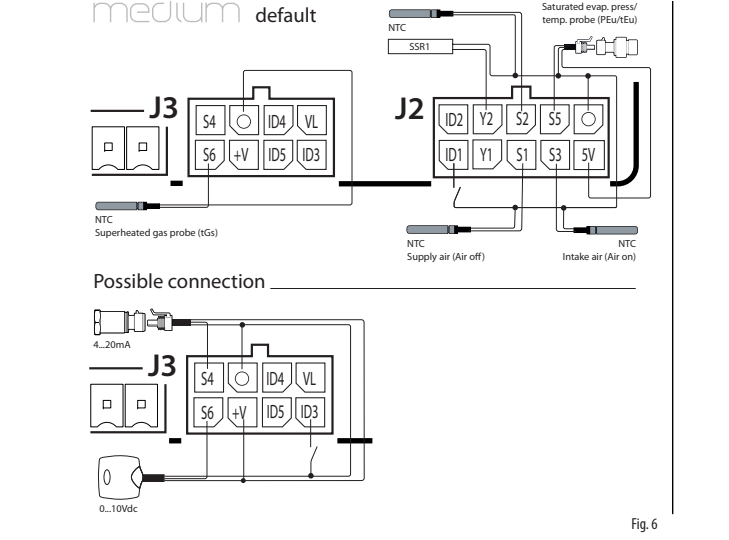 medium default
Saturated evap. press/
temp. probe (PEu/tEu)
NTC
SSR1
J3
S4 ID4 VL
S6 +V ID5 ID3
J2
ID2 Y2 S2 S5
ID1 Y1 S1 S3 5V
NTC
Superheated gas probe (tGs)
NTC
Supply air (Air off)
NTC
Intake air (Air on)
Possible connection
4...20mA
J3
S4 ID4 VL
S6 +V ID5 ID3
0...10Vdc
Fig. 6